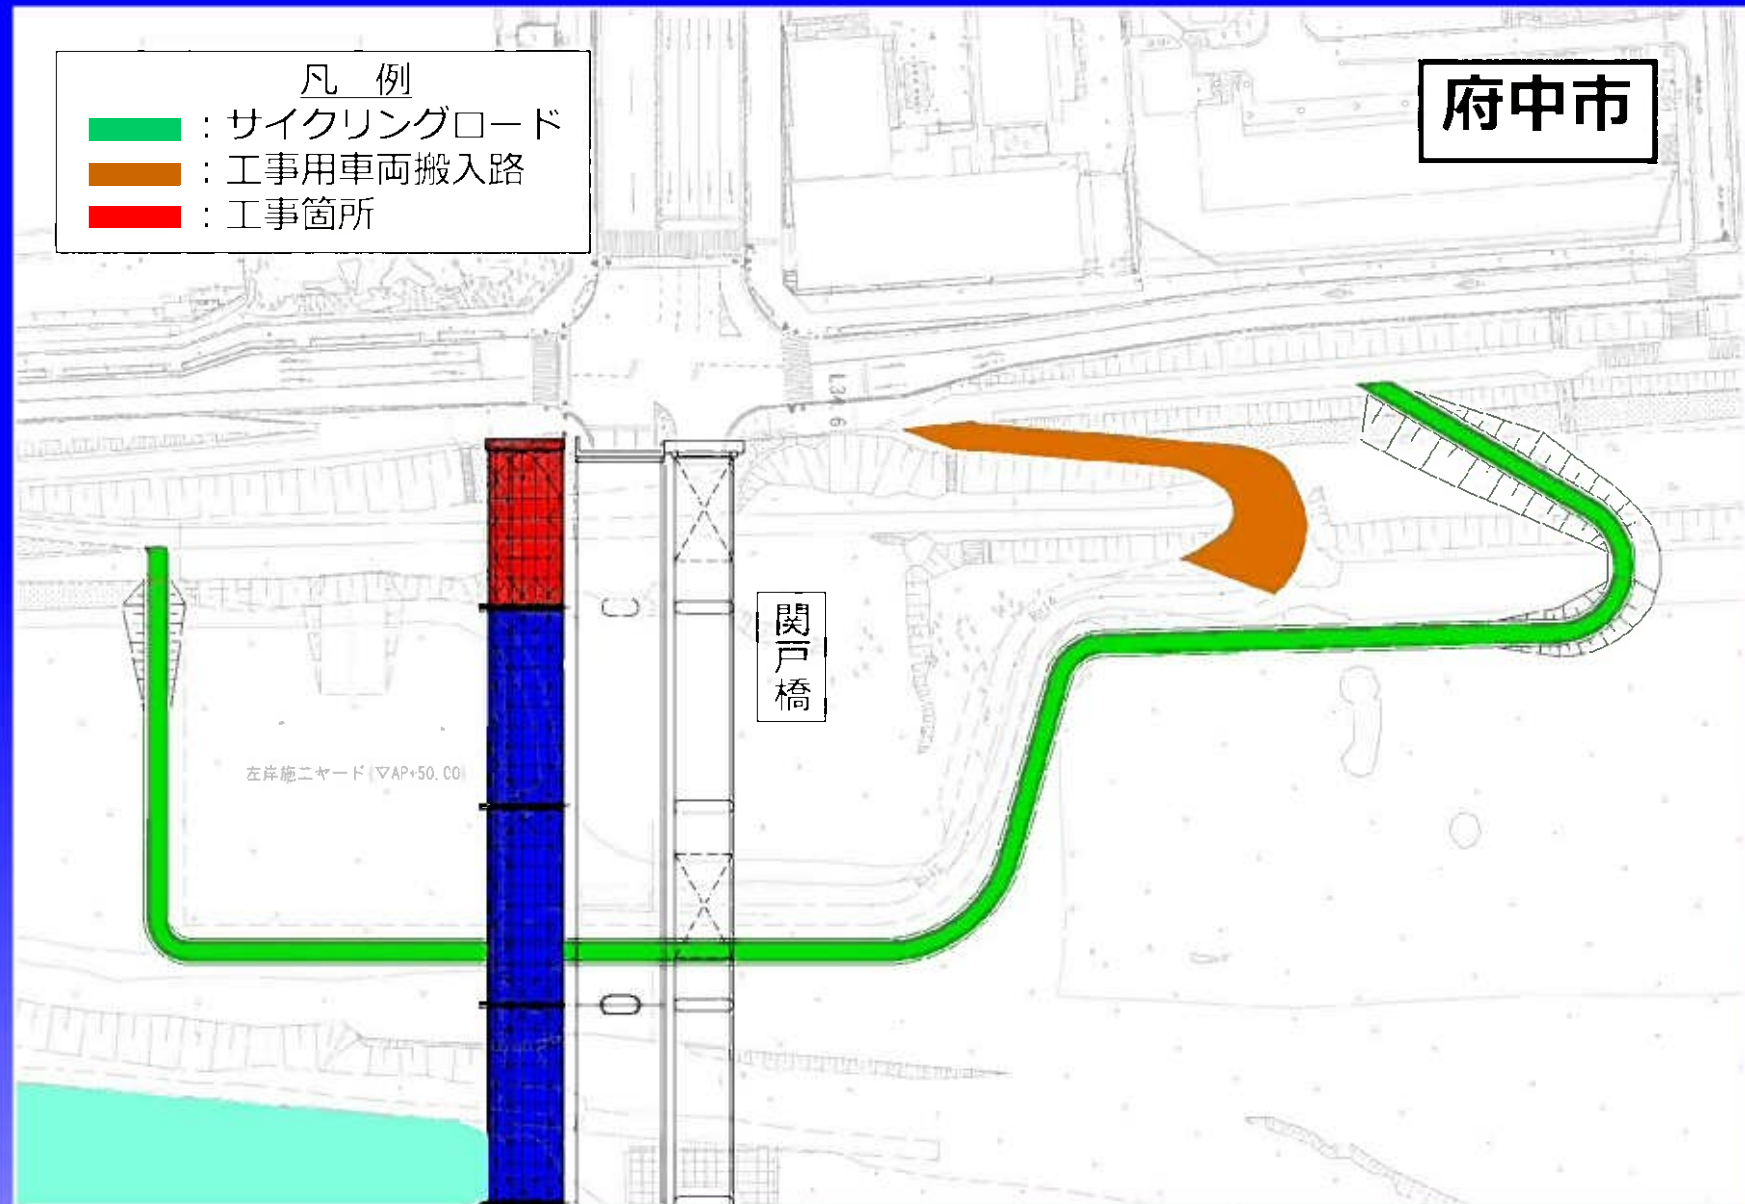 凡 例
：サイクリングロード
：工事用車両搬入路
：工事箇所
府中市
関戸橋